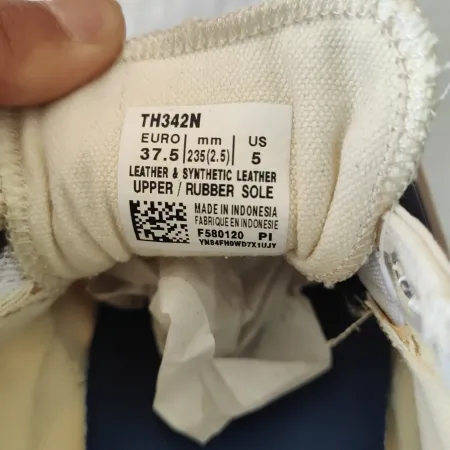 TH342N
EURO mm US
37.5 235(2.5) 5
LEATHER & SYNTHETIC LEATHER
UPPER / RUBBER SOLE
MADE IN INDONESIA
FABRIQUE EN INDONESIE
F580120 PI
YNS4FH0WD7X1UJY